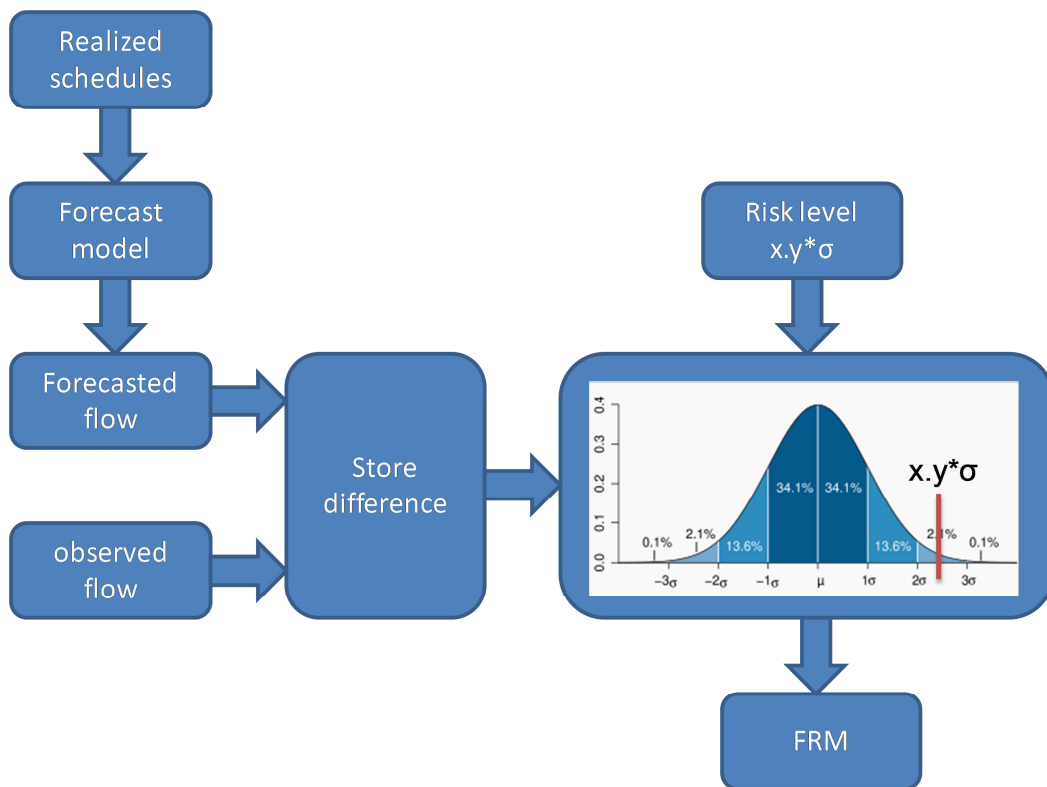 Realized
schedules
Forecast
model
Risk level
x.y*σ
Forecasted
flow
Store
difference
observed
flow
0.4
0.3
0.2
0.1
0.0
x.y*σ
34.1% 34.1%
0.1% 2.1% 13.6% 13.6% 2.1% 0.1%
−3σ −2σ −1σ μ 1σ 2σ 3σ
FRM